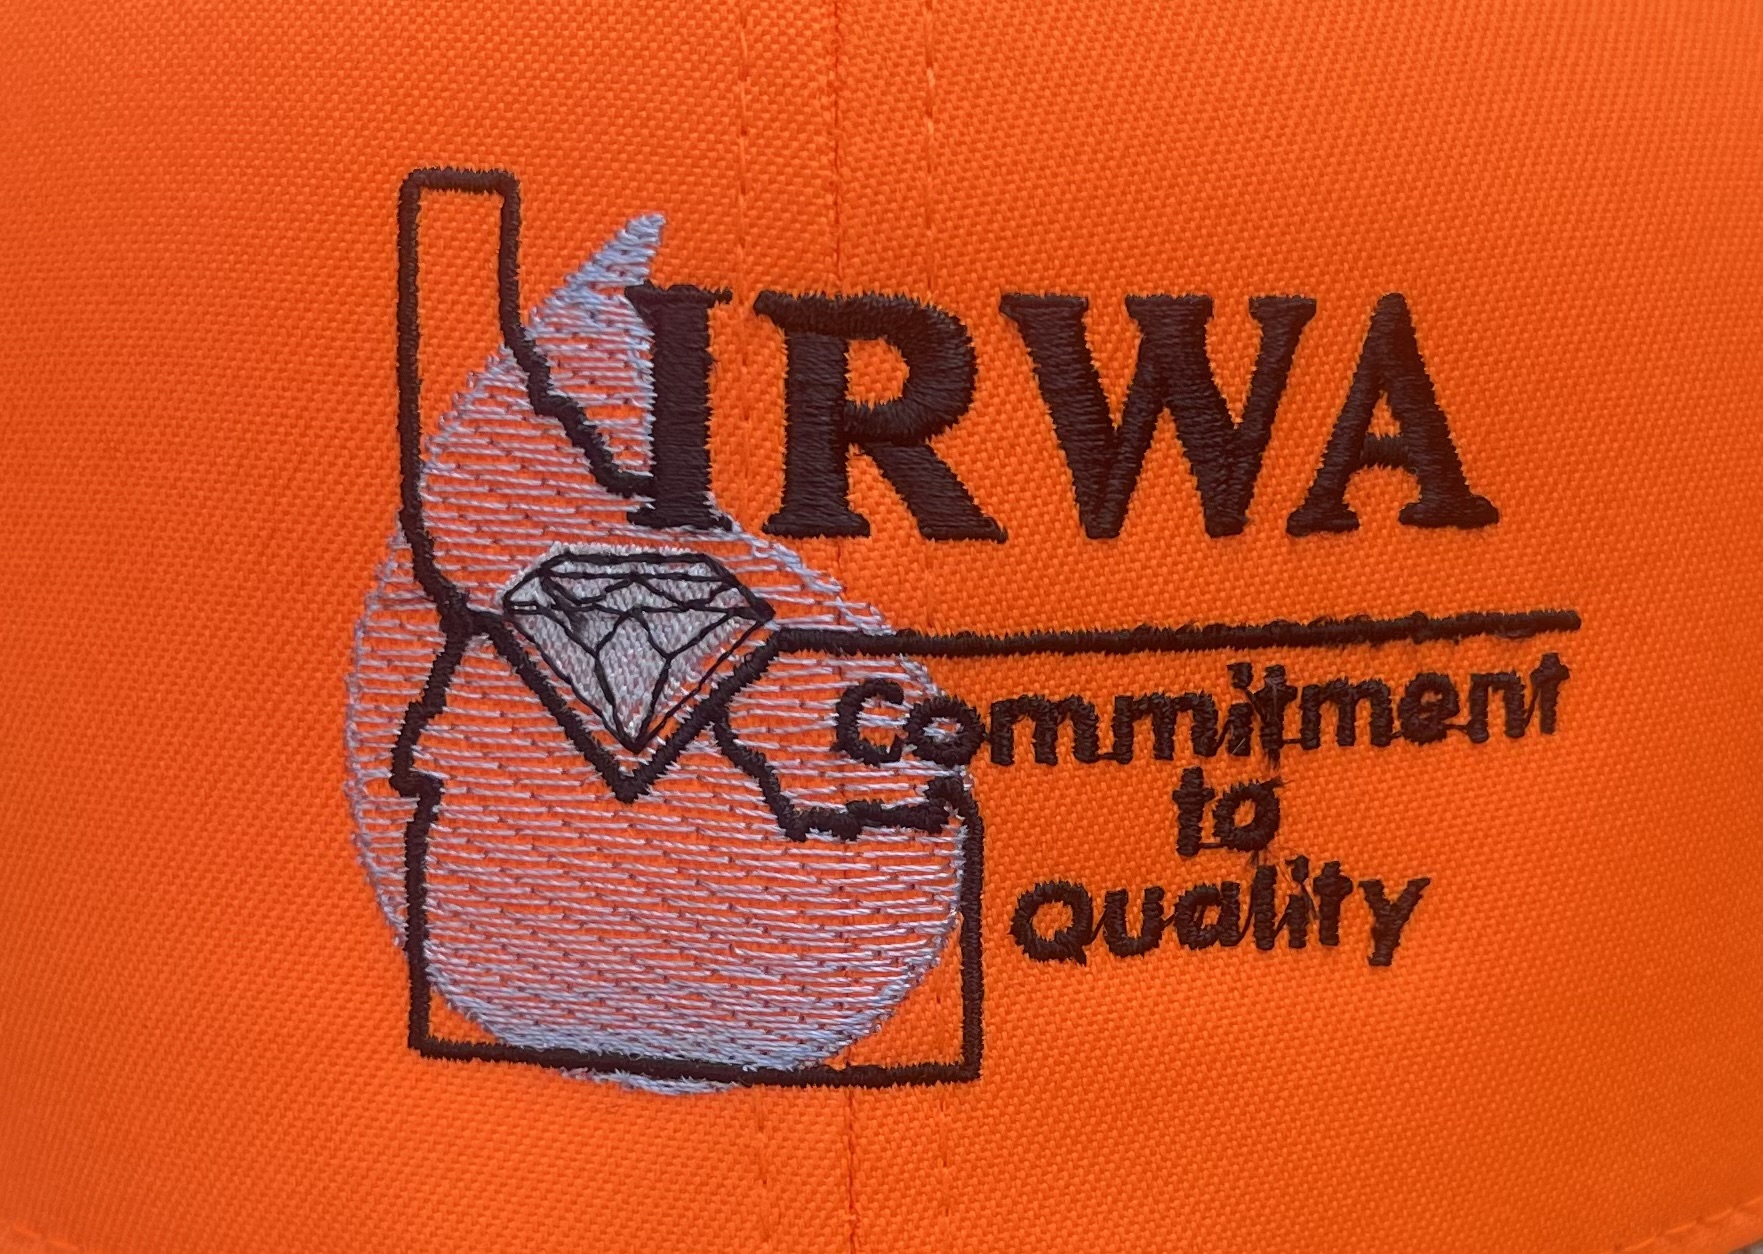 IRWA
Commitment
to
Quality